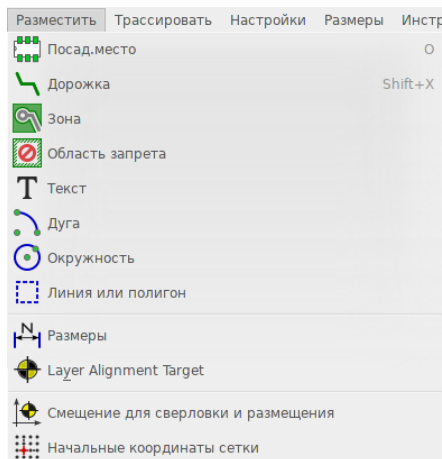 Разместить Трассировать Настройки Размеры Инстр
Посад.место O
Дорожка Shift+X
Зона
Область запрета
T Текст
Дуга
Окружность
Линия или полигон
N Размеры
Layer Alignment Target
Смещение для сверловки и размещения
Начальные координаты сетки